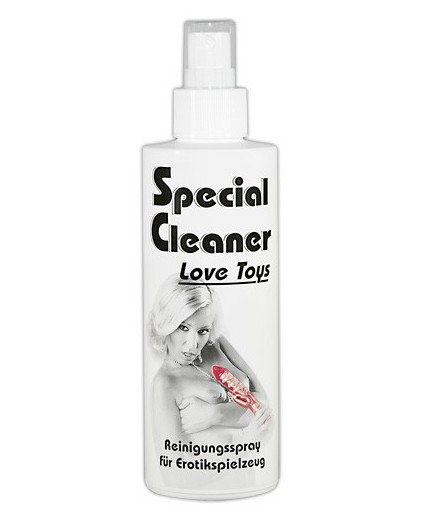 Special
Cleaner
Love Toys
Reinigungsspray
für Erotikspielzeug